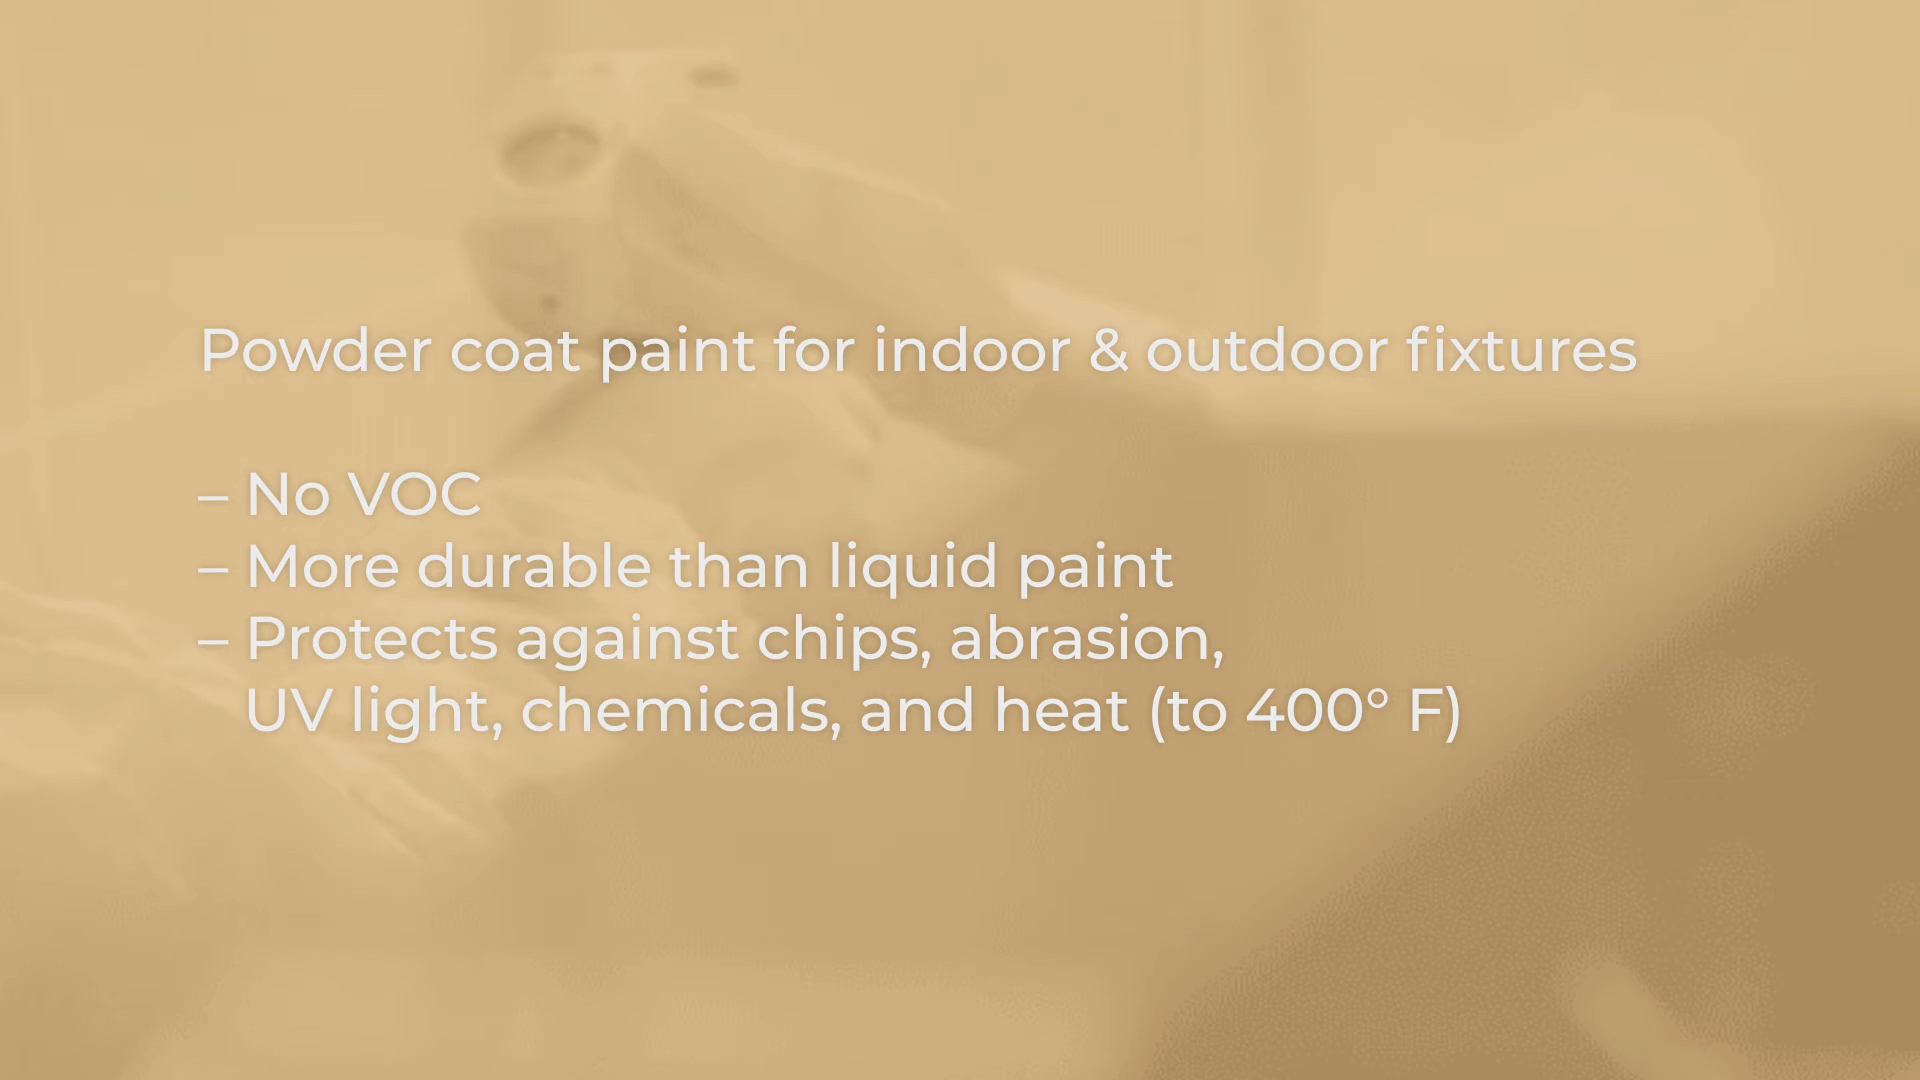 Powder coat paint for indoor & outdoor fixtures
– No VOC
– More durable than liquid paint
– Protects against chips, abrasion,
UV light, chemicals, and heat (to 400° F)